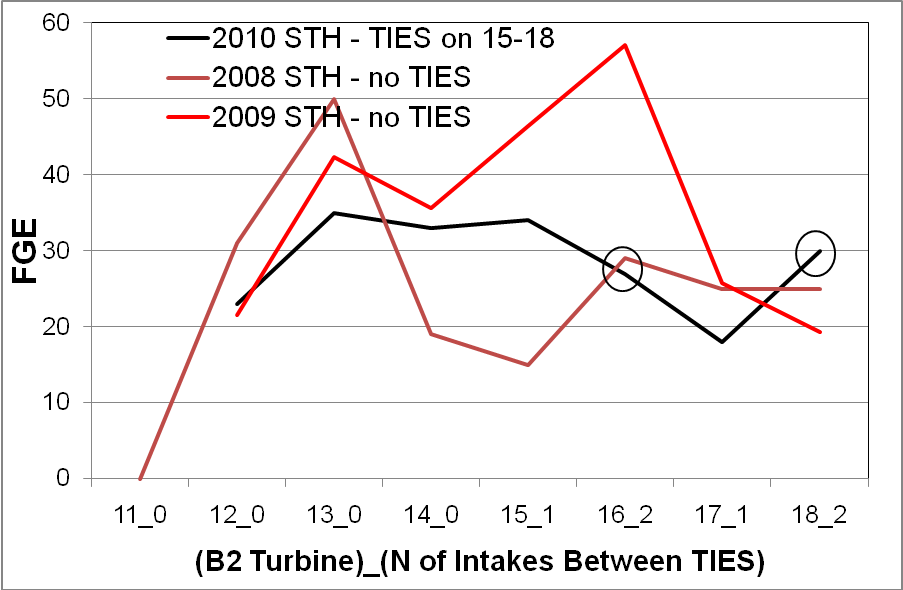 60
50
40
30
20
10
0
FGE
2010 STH - TIES on 15-18
2008 STH - no TIES
2009 STH - no TIES
11_0 12_0 13_0 14_0 15_1 16_2 17_1 18_2
(B2 Turbine)_(N of Intakes Between TIES)